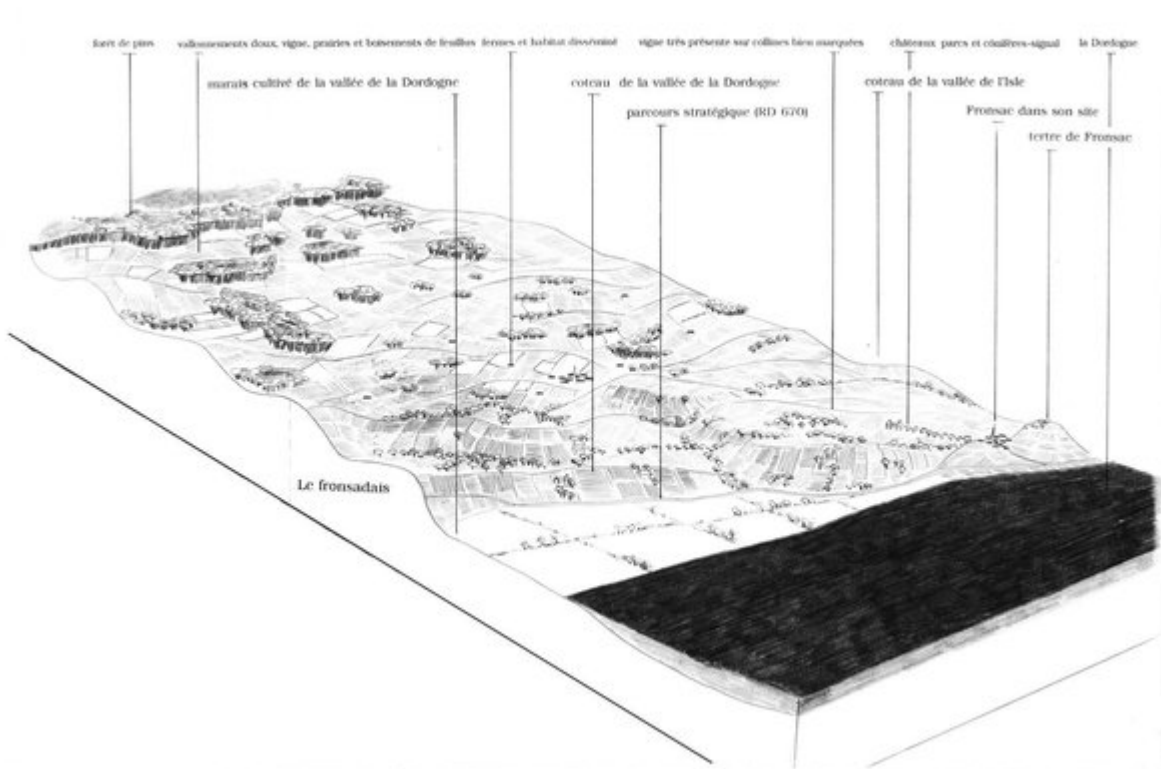 forêt de pins
vallonnements doux, vigne, prairies et boisements de feuillus
fermes et habitat disséminé
vigne très présente sur collines bien marquées
châteaux parcs et conifères-signal
la Dordogne
marais cultivé de la vallée de la Dordogne
coteau de la vallée de la Dordogne
coteau de la vallée de l'Isle
parcours stratégique (RD 670)
Fronsac dans son site
tertre de Fronsac
Le fronsadais